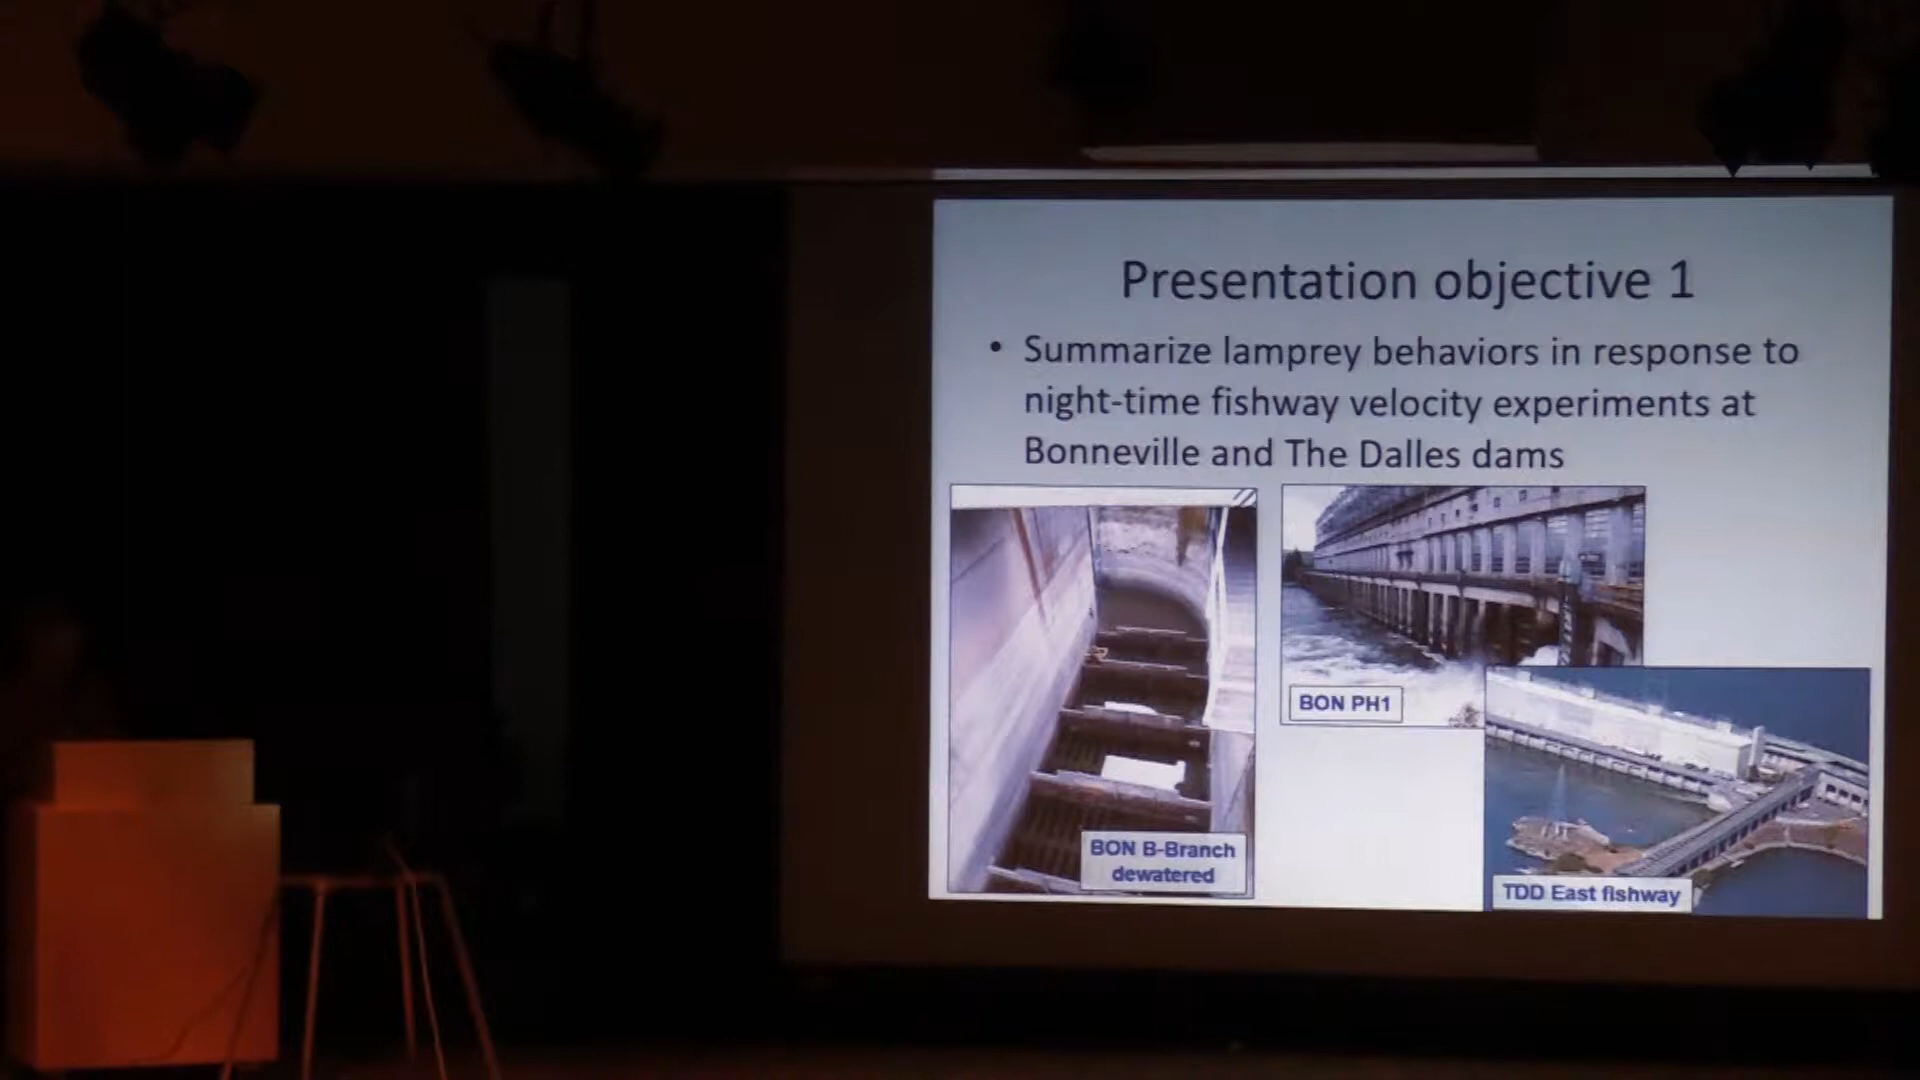 Presentation objective 1
• Summarize lamprey behaviors in response to
night-time fishway velocity experiments at
Bonneville and The Dalles dams
BON PH1
BON B-Branch
dewatered
TDD East fishway